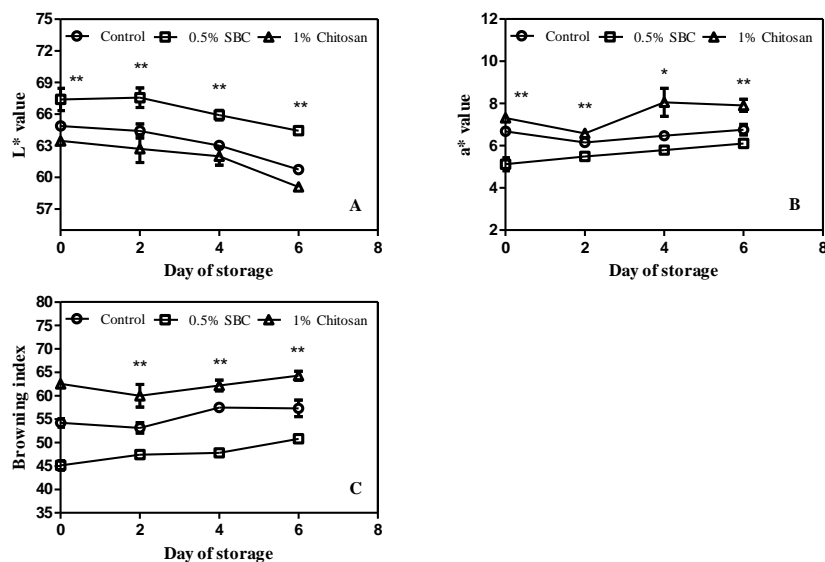 75
72
69
66
63
60
57
L* value
Control 0.5% SBC 1% Chitosan
**
**
**
**
A
0 2 4 6 8
Day of storage
12
10
8
6
4
2
a* value
Control 0.5% SBC 1% Chitosan
**
**
*
**
B
0 2 4 6 8
Day of storage
80
75
70
65
60
55
50
45
40
35
Browning index
Control 0.5% SBC 1% Chitosan
**
**
**
C
0 2 4 6 8
Day of storage